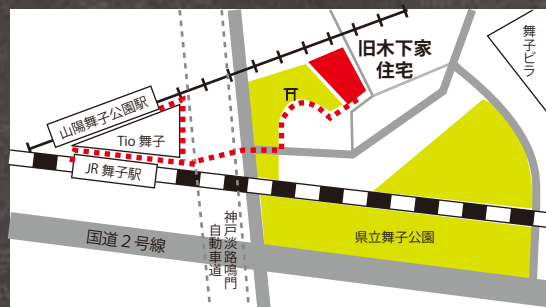 旧木下家
住宅
舞子ビラ
山陽舞子公園駅
Tio 舞子
JR 舞子駅
神戸淡路鳴門
自動車道
国道２号線
県立舞子公園